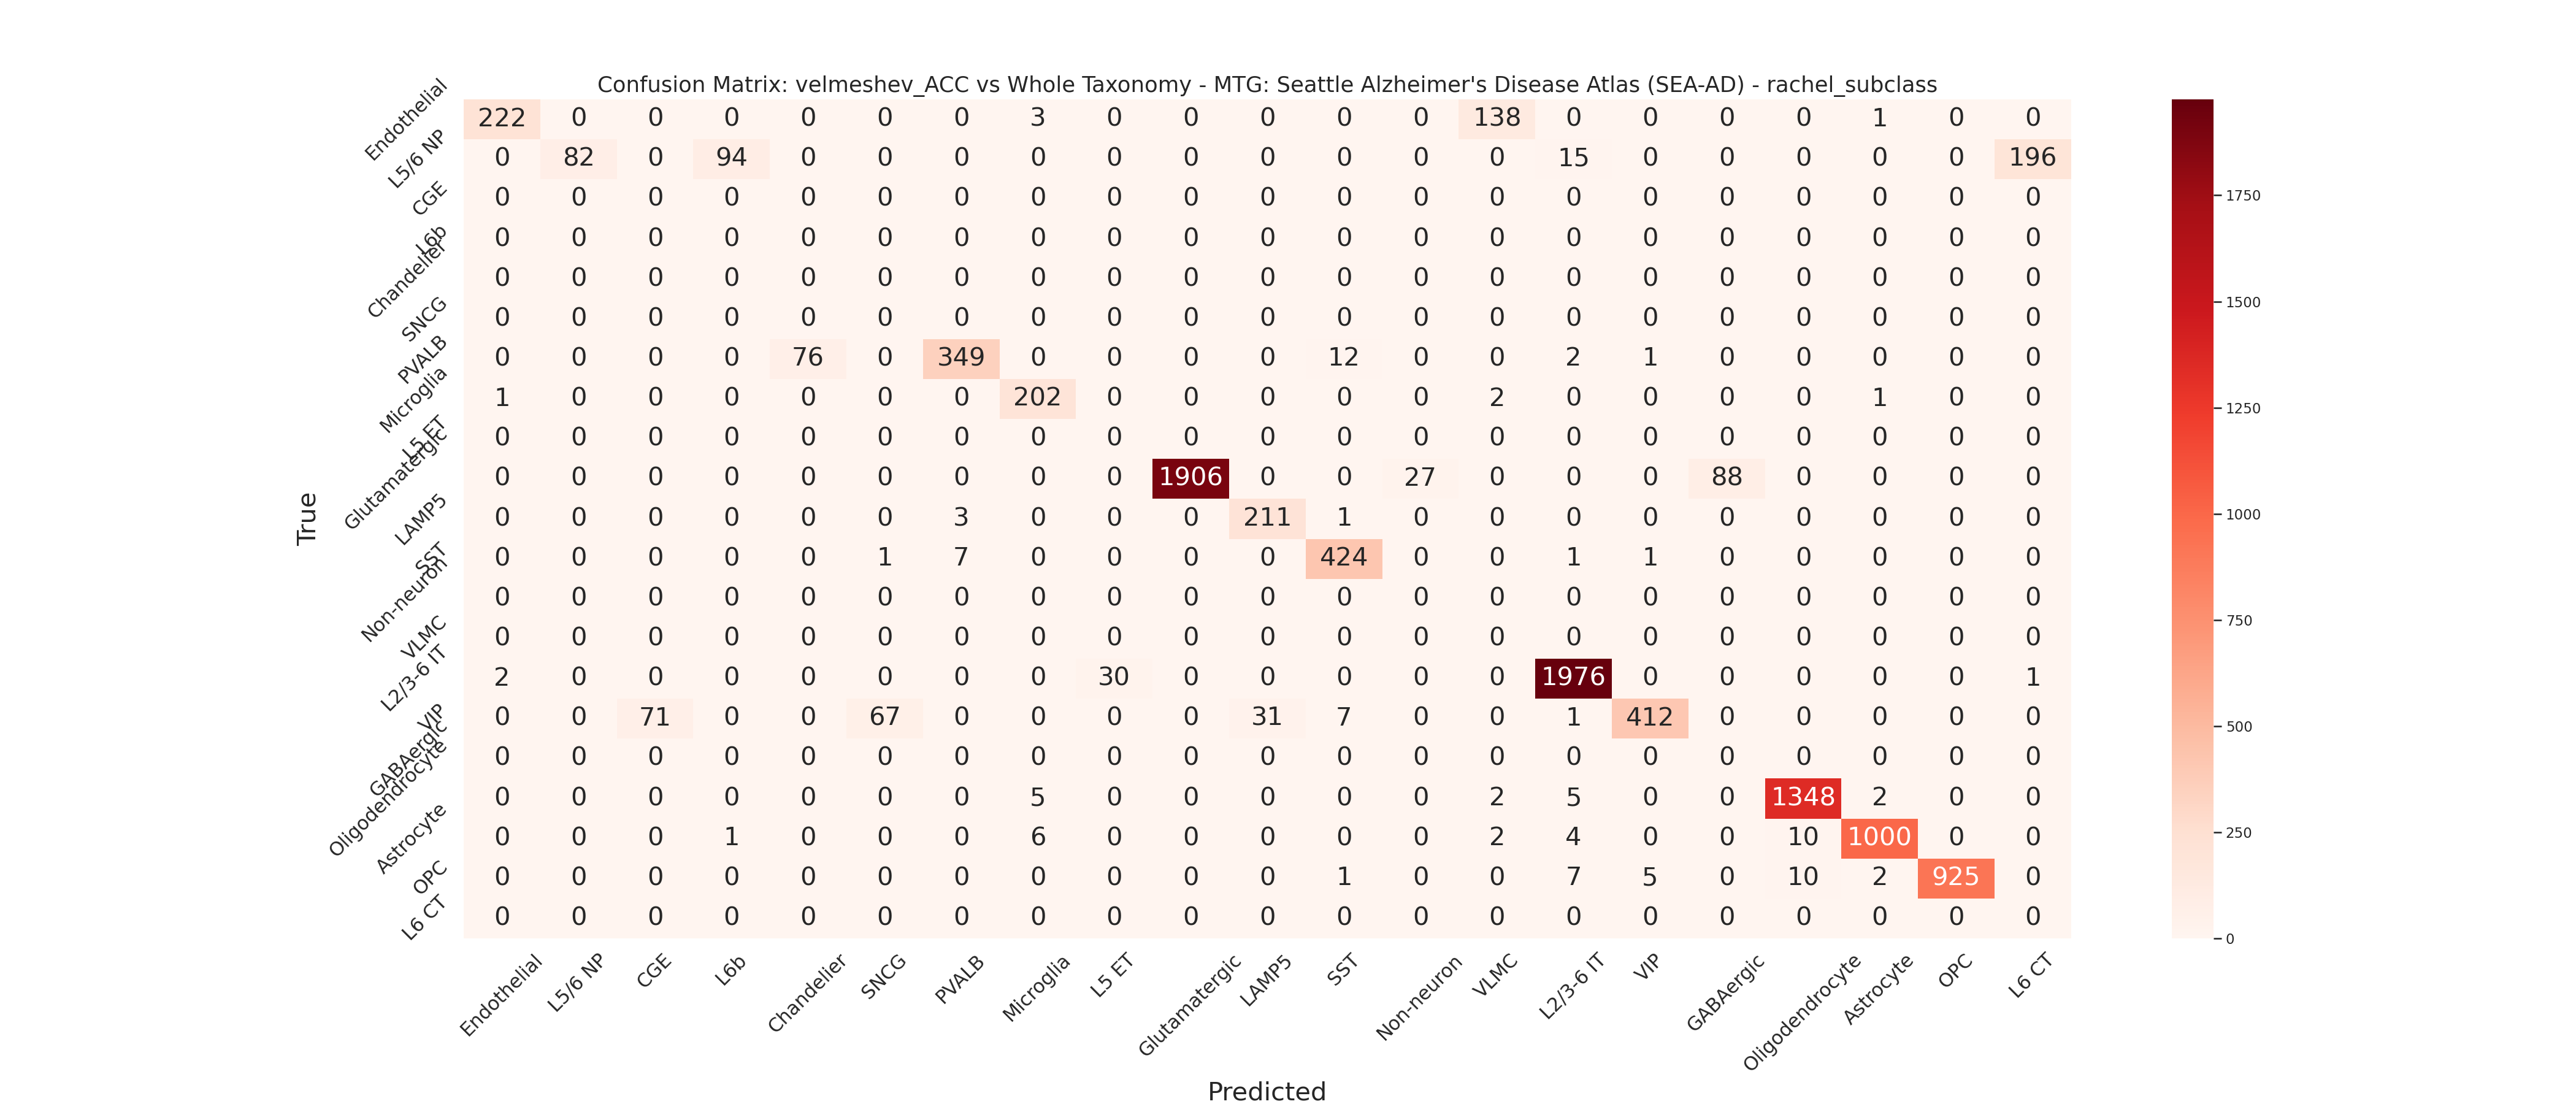 Confusion Matrix: velmeshev_ACC vs Whole Taxonomy - MTG: Seattle Alzheimer's Disease Atlas (SEA-AD) - rachel_subclass
True
Endothelial 222 0 0 0 0 0 0 3 0 0 0 0 0 138 0 0 0 0 1 0 0
L5/6 NP 0 82 0 94 0 0 0 0 0 0 0 0 0 0 15 0 0 0 0 0 196
CGE 0 0 0 0 0 0 0 0 0 0 0 0 0 0 0 0 0 0 0 0 0
L6b 0 0 0 0 0 0 0 0 0 0 0 0 0 0 0 0 0 0 0 0 0
Chandelier 0 0 0 0 0 0 0 0 0 0 0 0 0 0 0 0 0 0 0 0 0
SNCG 0 0 0 0 0 0 0 0 0 0 0 0 0 0 0 0 0 0 0 0 0
PVALB 0 0 0 0 76 0 349 0 0 0 0 12 0 0 2 1 0 0 0 0 0
Microglia 1 0 0 0 0 0 0 202 0 0 0 0 0 2 0 0 0 0 1 0 0
L5 ET 0 0 0 0 0 0 0 0 0 0 0 0 0 0 0 0 0 0 0 0 0
Glutamatergic 0 0 0 0 0 0 0 0 0 1906 0 0 27 0 0 0 88 0 0 0 0
LAMP5 0 0 0 0 0 0 3 0 0 0 211 1 0 0 0 0 0 0 0 0 0
SST 0 0 0 0 0 1 7 0 0 0 0 424 0 0 1 1 0 0 0 0 0
Non-neuron 0 0 0 0 0 0 0 0 0 0 0 0 0 0 0 0 0 0 0 0 0
VLMC 0 0 0 0 0 0 0 0 0 0 0 0 0 0 0 0 0 0 0 0 0
L2/3-6 IT 2 0 0 0 0 0 0 0 30 0 0 0 0 0 1976 0 0 0 0 0 1
VIP 0 0 71 0 0 67 0 0 0 0 31 7 0 0 1 412 0 0 0 0 0
GABAergic 0 0 0 0 0 0 0 0 0 0 0 0 0 0 0 0 0 0 0 0 0
Oligodendrocyte 0 0 0 0 0 0 0 5 0 0 0 0 0 2 5 0 0 1348 2 0 0
Astrocyte 0 0 0 1 0 0 0 6 0 0 0 0 0 2 4 0 0 10 1000 0 0
OPC 0 0 0 0 0 0 0 0 0 0 0 1 0 0 7 5 0 10 2 925 0
L6 CT 0 0 0 0 0 0 0 0 0 0 0 0 0 0 0 0 0 0 0 0 0
Endothelial L5/6 NP CGE L6b Chandelier SNCG PVALB Microglia L5 ET Glutamatergic LAMP5 SST Non-neuron VLMC L2/3-6 IT VIP GABAergic Oligodendrocyte Astrocyte OPC L6 CT
Predicted
1750
1500
1250
1000
750
500
250
0